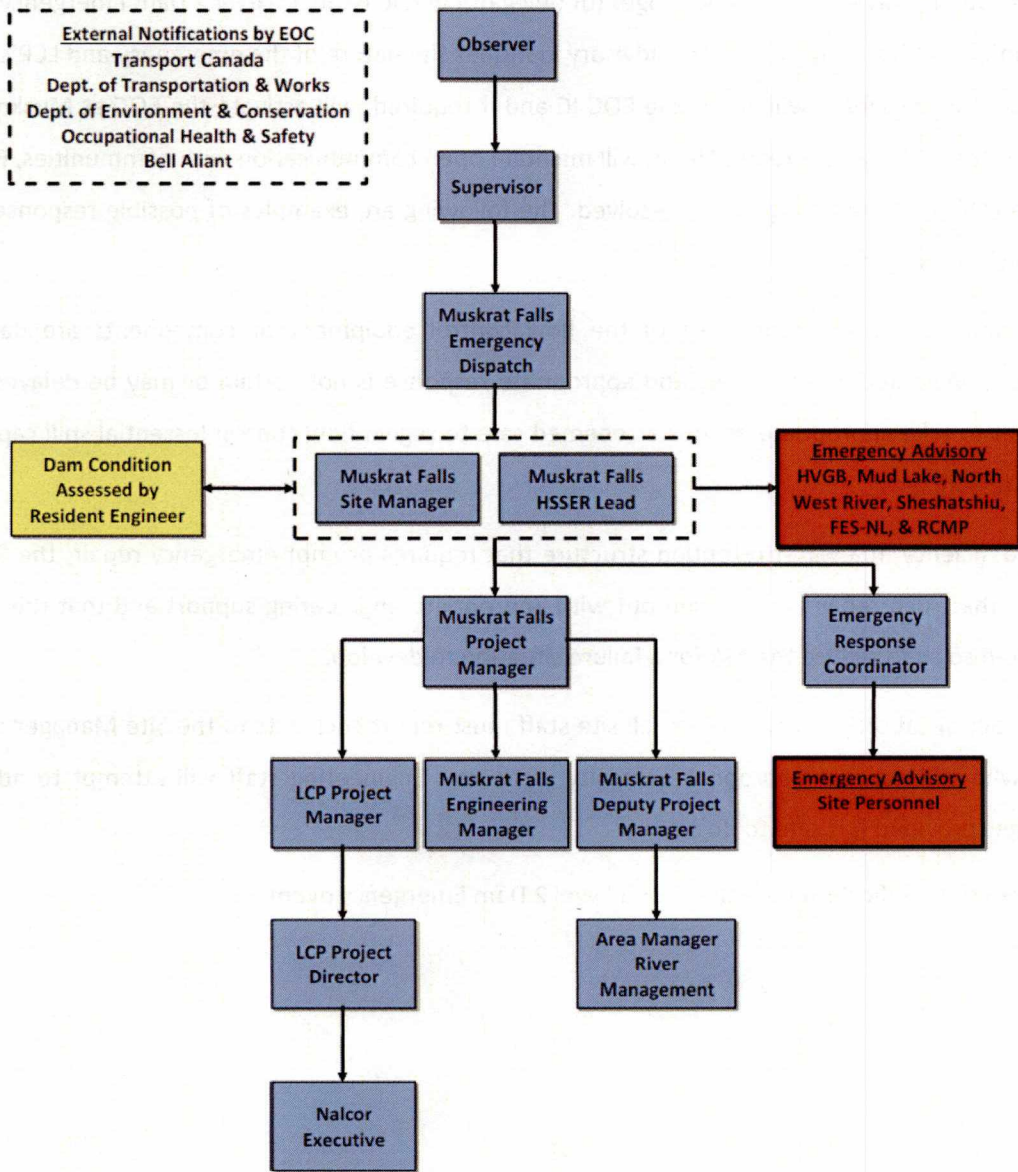 External Notifications by EOC
Transport Canada
Dept. of Transportation & Works
Dept. of Environment & Conservation
Occupational Health & Safety
Bell Aliant
Observer
Supervisor
Muskrat Falls
Emergency
Dispatch
Dam Condition
Assessed by
Resident Engineer
Muskrat Falls
Site Manager
Muskrat Falls
HSSER Lead
Emergency Advisory
HVGB, Mud Lake, North
West River, Sheshatshiu,
FES-NL, & RCMP
Muskrat Falls
Project
Manager
Emergency
Response
Coordinator
LCP Project
Manager
Muskrat Falls
Engineering
Manager
Muskrat Falls
Deputy Project
Manager
Emergency Advisory
Site Personnel
LCP Project
Director
Area Manager
River
Management
Nalcor
Executive